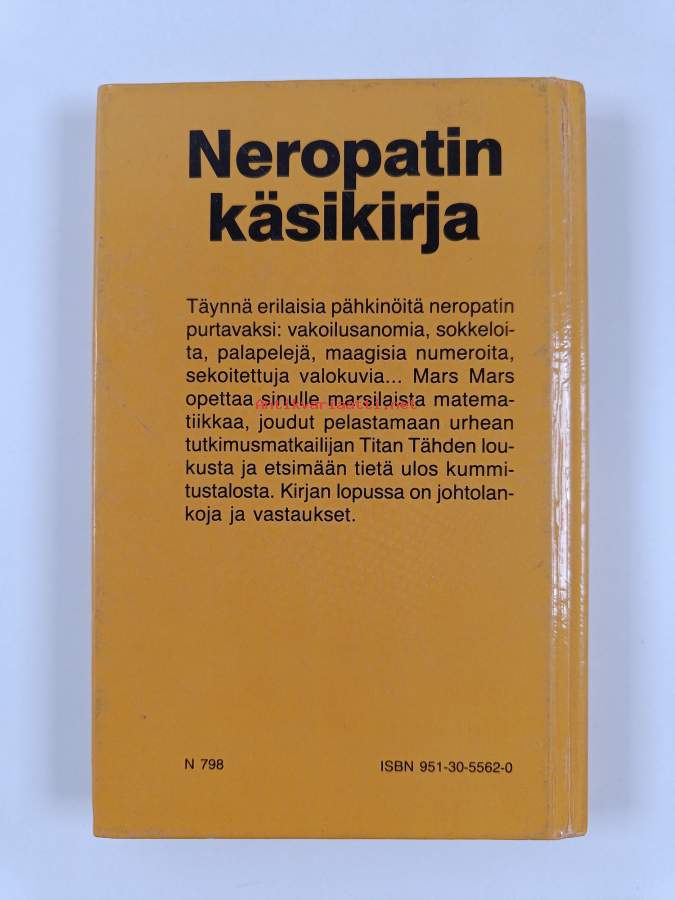 Neropatin
käsikirja
Täynnä erilaisia pähkinöitä neropatin
purtavaksi: vakoilusanomia, sokkeloi-
ta, palapelejä, maagisia numeroita,
sekoitettuja valokuvia... Mars Mars
opettaa sinulle marsilaista matema-
Antikvariaatti.net
tiikkaa, joudut pelastamaan urhean
tutkimusmatkailijan Titan Tähden lou-
kusta ja etsimään tietä ulos kummi-
tustalosta. Kirjan lopussa on johtolan-
koja ja vastaukset.
N 798
ISBN 951-30-5562-0